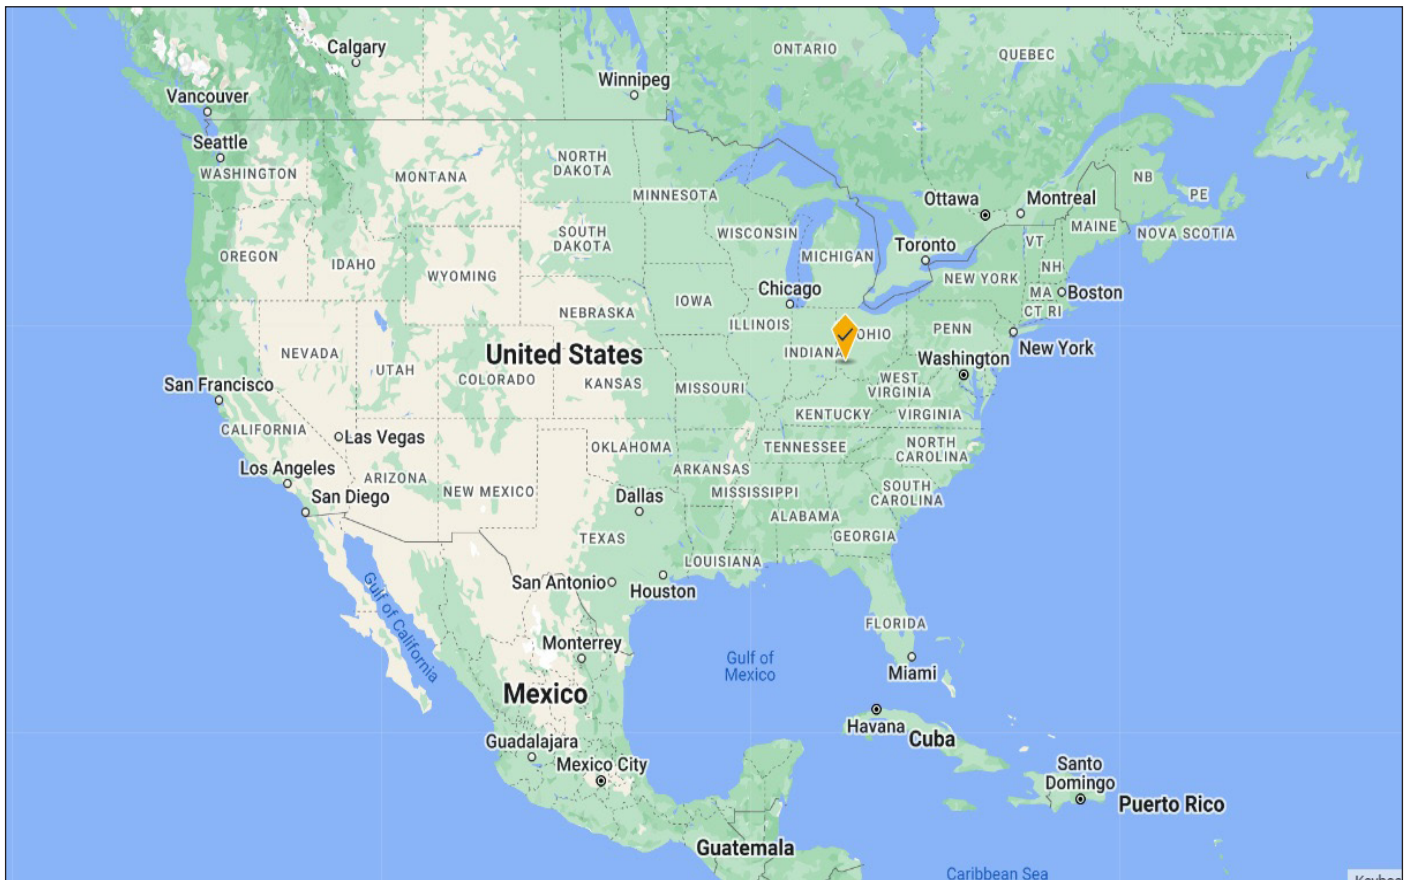 Calgary
Winnipeg
ONTARIO
QUEBEC
Vancouver
Seattle
WASHINGTON
MONTANA
NORTH
DAKOTA
MINNESOTA
Ottawa
Montreal
NB
PE
NOVA SCOTIA
MAINE
VT
NH
OREGON
IDAHO
WYOMING
SOUTH
DAKOTA
WISCONSIN
MICHIGAN
Toronto
NEW YORK
MA
Boston
CT RI
Chicago
IOWA
NEBRASKA
ILLINOIS
OHIO
PENN
New York
NEVADA
UTAH
United States
COLORADO
KANSAS
MISSOURI
INDIANA
Washington
WEST
VIRGINIA
San Francisco
CALIFORNIA
Las Vegas
KENTUCKY
VIRGINIA
Los Angeles
ARIZONA
NEW MEXICO
OKLAHOMA
TENNESSEE
NORTH
CAROLINA
San Diego
ARKANSAS
MISSISSIPPI
SOUTH
CAROLINA
Dallas
ALABAMA
TEXAS
GEORGIA
LOUISIANA
San Antonio
Houston
Gulf of California
FLORIDA
Monterrey
Gulf of
Mexico
Miami
Mexico
Havana
Cuba
Guadalajara
Mexico City
Santo
Domingo
Puerto Rico
Guatemala
Caribbean Sea